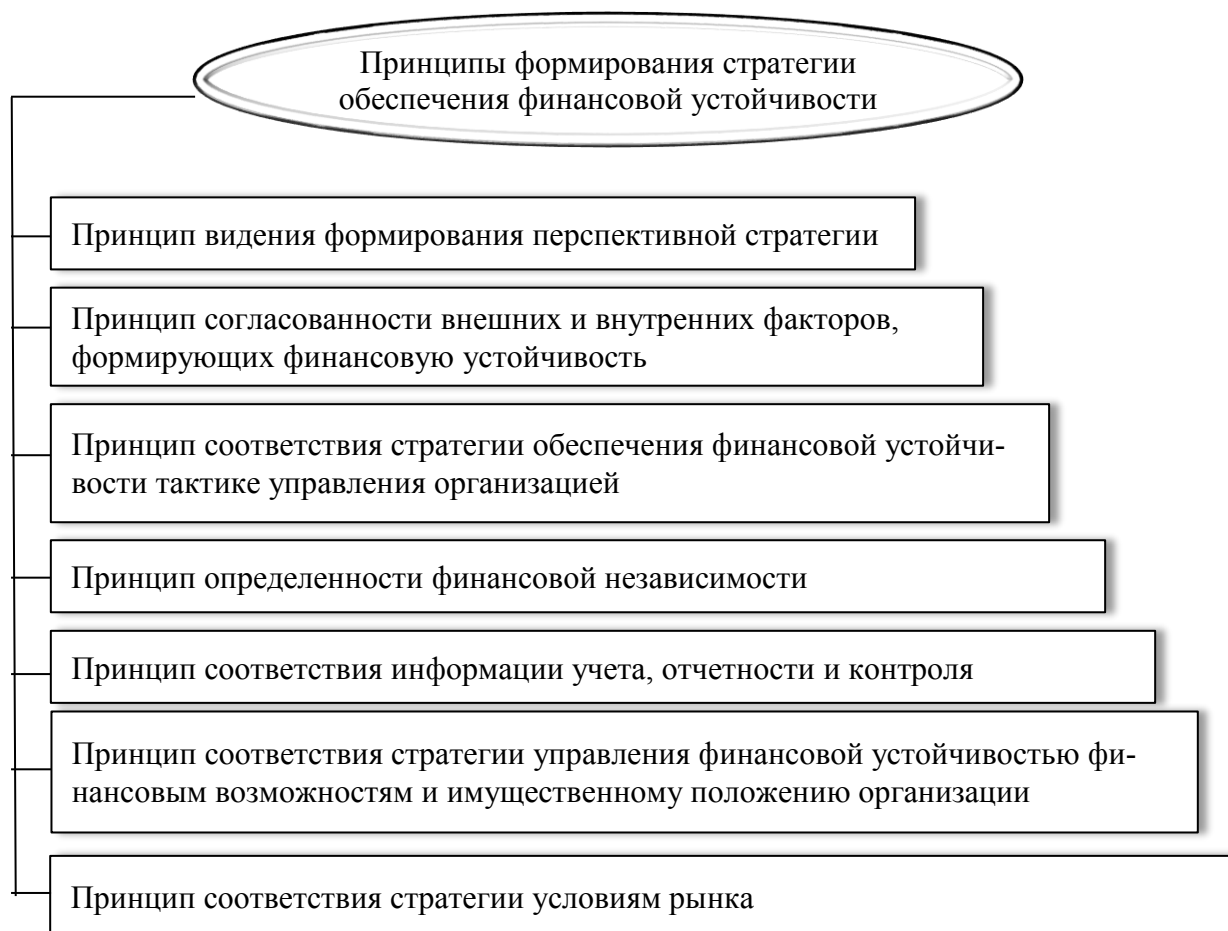 Принципы формирования стратегии
обеспечения финансовой устойчивости
Принцип видения формирования перспективной стратегии
Принцип согласованности внешних и внутренних факторов,
формирующих финансовую устойчивость
Принцип соответствия стратегии обеспечения финансовой устойчи-
вости тактике управления организацией
Принцип определенности финансовой независимости
Принцип соответствия информации учета, отчетности и контроля
Принцип соответствия стратегии управления финансовой устойчивостью фи-
нансовым возможностям и имущественному положению организации
Принцип соответствия стратегии условиям рынка